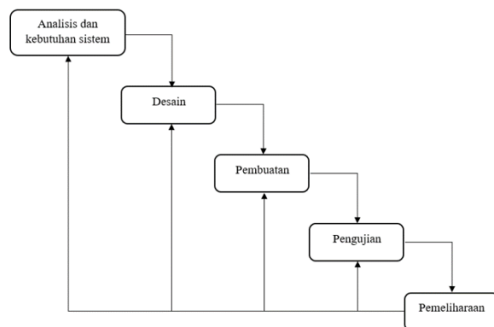 Analisis dan
kebutuhan sistem
Desain
Pembuatan
Pengujian
Pemeliharaan